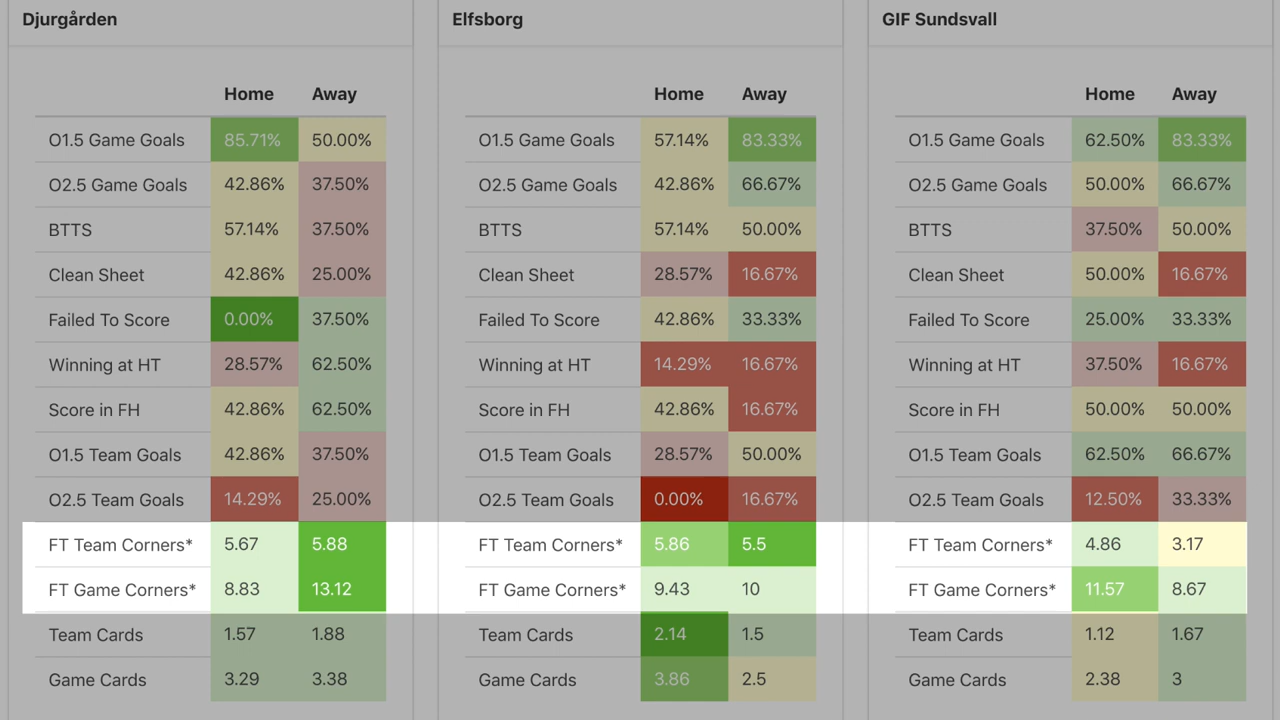 Djurgården
Home Away
O1.5 Game Goals 85.71% 50.00%
O2.5 Game Goals 42.86% 37.50%
BTTS 57.14% 37.50%
Clean Sheet 42.86% 25.00%
Failed To Score 0.00% 37.50%
Winning at HT 28.57% 62.50%
Score in FH 42.86% 62.50%
O1.5 Team Goals 42.86% 37.50%
O2.5 Team Goals 14.29% 25.00%
FT Team Corners* 5.67 5.88
FT Game Corners* 8.83 13.12
Team Cards 1.57 1.88
Game Cards 3.29 3.38
Elfsborg
Home Away
O1.5 Game Goals 57.14% 83.33%
O2.5 Game Goals 42.86% 66.67%
BTTS 57.14% 50.00%
Clean Sheet 28.57% 16.67%
Failed To Score 42.86% 33.33%
Winning at HT 14.29% 16.67%
Score in FH 42.86% 16.67%
O1.5 Team Goals 28.57% 50.00%
O2.5 Team Goals 0.00% 16.67%
FT Team Corners* 5.86 5.5
FT Game Corners* 9.43 10
Team Cards 2.14 1.5
Game Cards 3.86 2.5
GIF Sundsvall
Home Away
O1.5 Game Goals 62.50% 83.33%
O2.5 Game Goals 50.00% 66.67%
BTTS 37.50% 50.00%
Clean Sheet 50.00% 16.67%
Failed To Score 25.00% 33.33%
Winning at HT 37.50% 16.67%
Score in FH 50.00% 50.00%
O1.5 Team Goals 62.50% 66.67%
O2.5 Team Goals 12.50% 33.33%
FT Team Corners* 4.86 3.17
FT Game Corners* 11.57 8.67
Team Cards 1.12 1.67
Game Cards 2.38 3